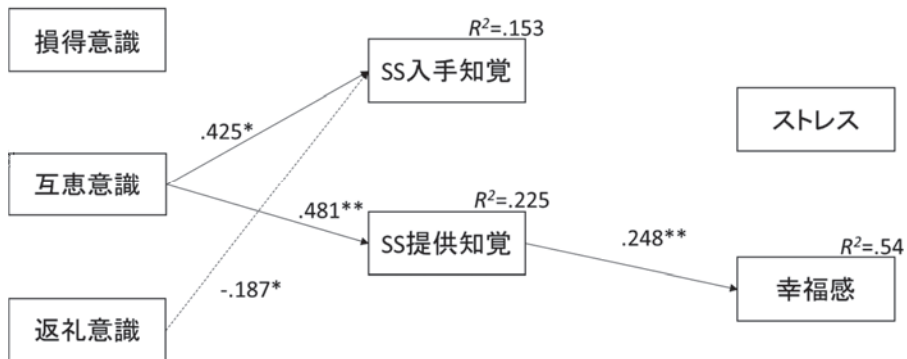 損得意識
R²=.153
SS入手知覚
ストレス
.425*
互恵意識
.481**
R²=.225
SS提供知覚
.248**
R²=.54
-.187*
幸福感
返礼意識